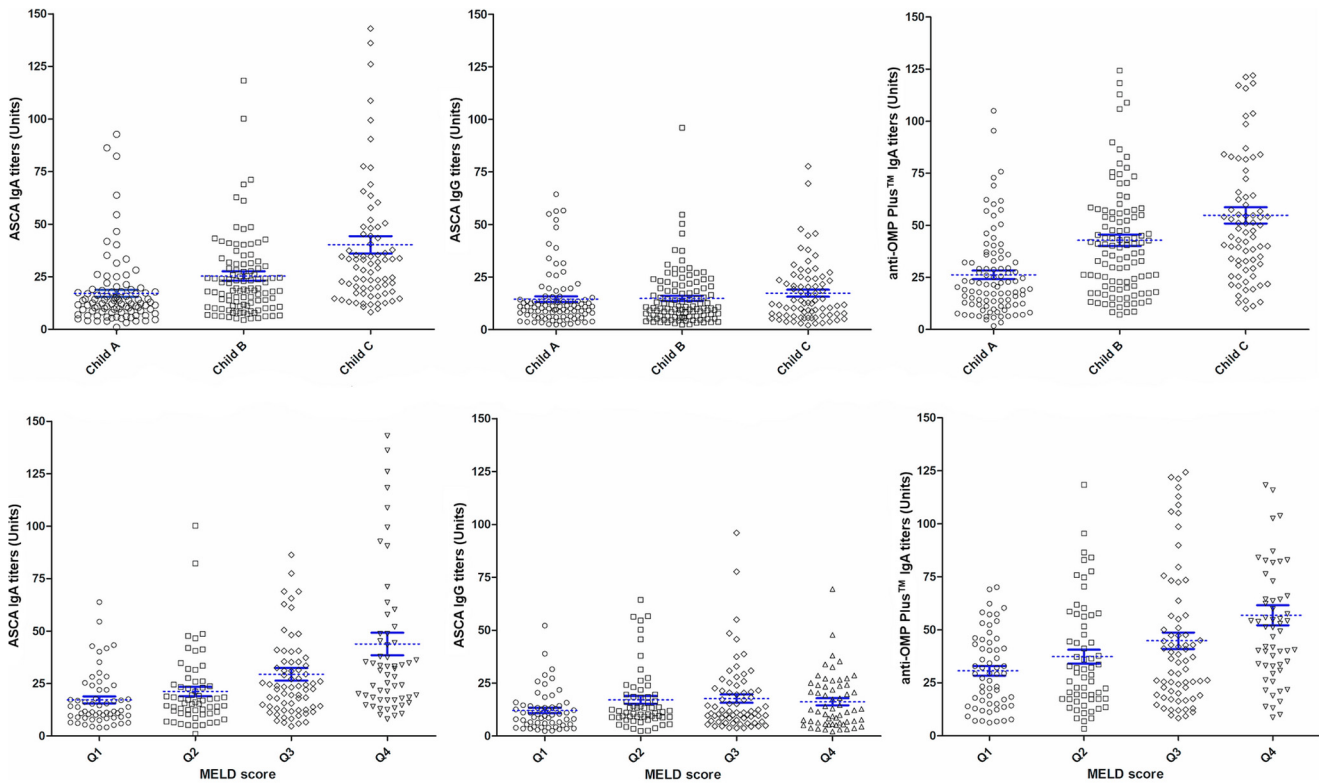 ASCA IgA titers (Units)
150
125
100
75
50
25
0
Child A
Child B
Child C
ASCA IgG titers (Units)
150
125
100
75
50
25
0
Child A
Child B
Child C
anti-OMP Plus™ IgA titers (Units)
150
125
100
75
50
25
0
Child A
Child B
Child C
ASCA IgA titers (Units)
150
125
100
75
50
25
0
Q1
Q2
Q3
Q4
MELD score
ASCA IgG titers (Units)
150
125
100
75
50
25
0
Q1
Q2
Q3
Q4
MELD score
anti-OMP Plus™ IgA titers (Units)
150
125
100
75
50
25
0
Q1
Q2
Q3
Q4
MELD score